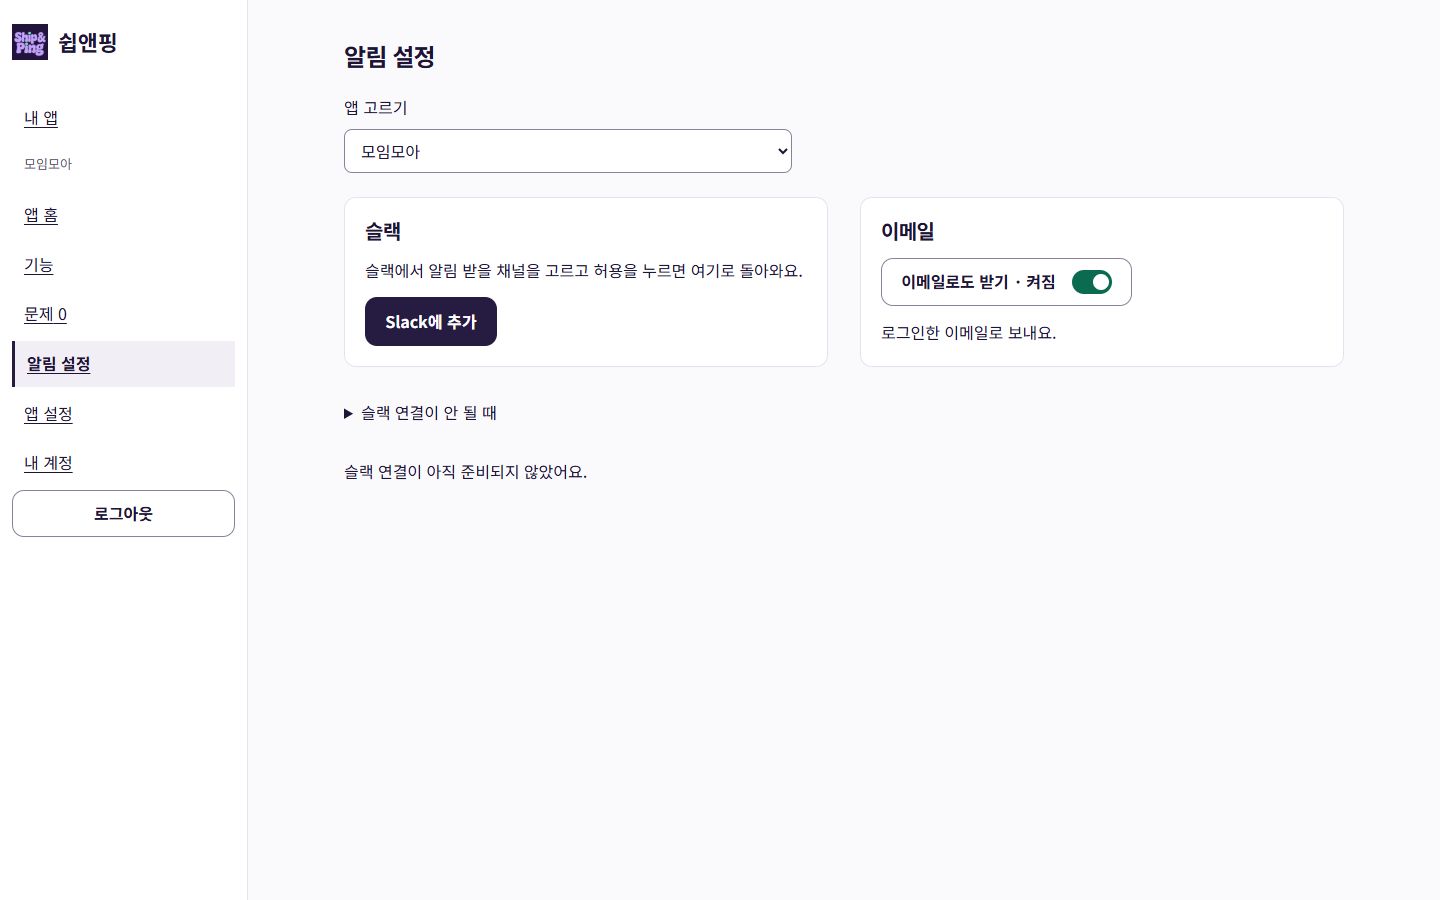 Ship&
Ping
쉽앤핑
내 앱
모임모아
앱 홈
기능
문제 0
알림 설정
앱 설정
내 계정
로그아웃
알림 설정
앱 고르기
모임모아
슬랙
슬랙에서 알림 받을 채널을 고르고 허용을 누르면 여기로 돌아와요.
Slack에 추가
이메일
이메일로도 받기 · 켜짐
로그인한 이메일로 보내요.
슬랙 연결이 안 될 때
슬랙 연결이 아직 준비되지 않았어요.